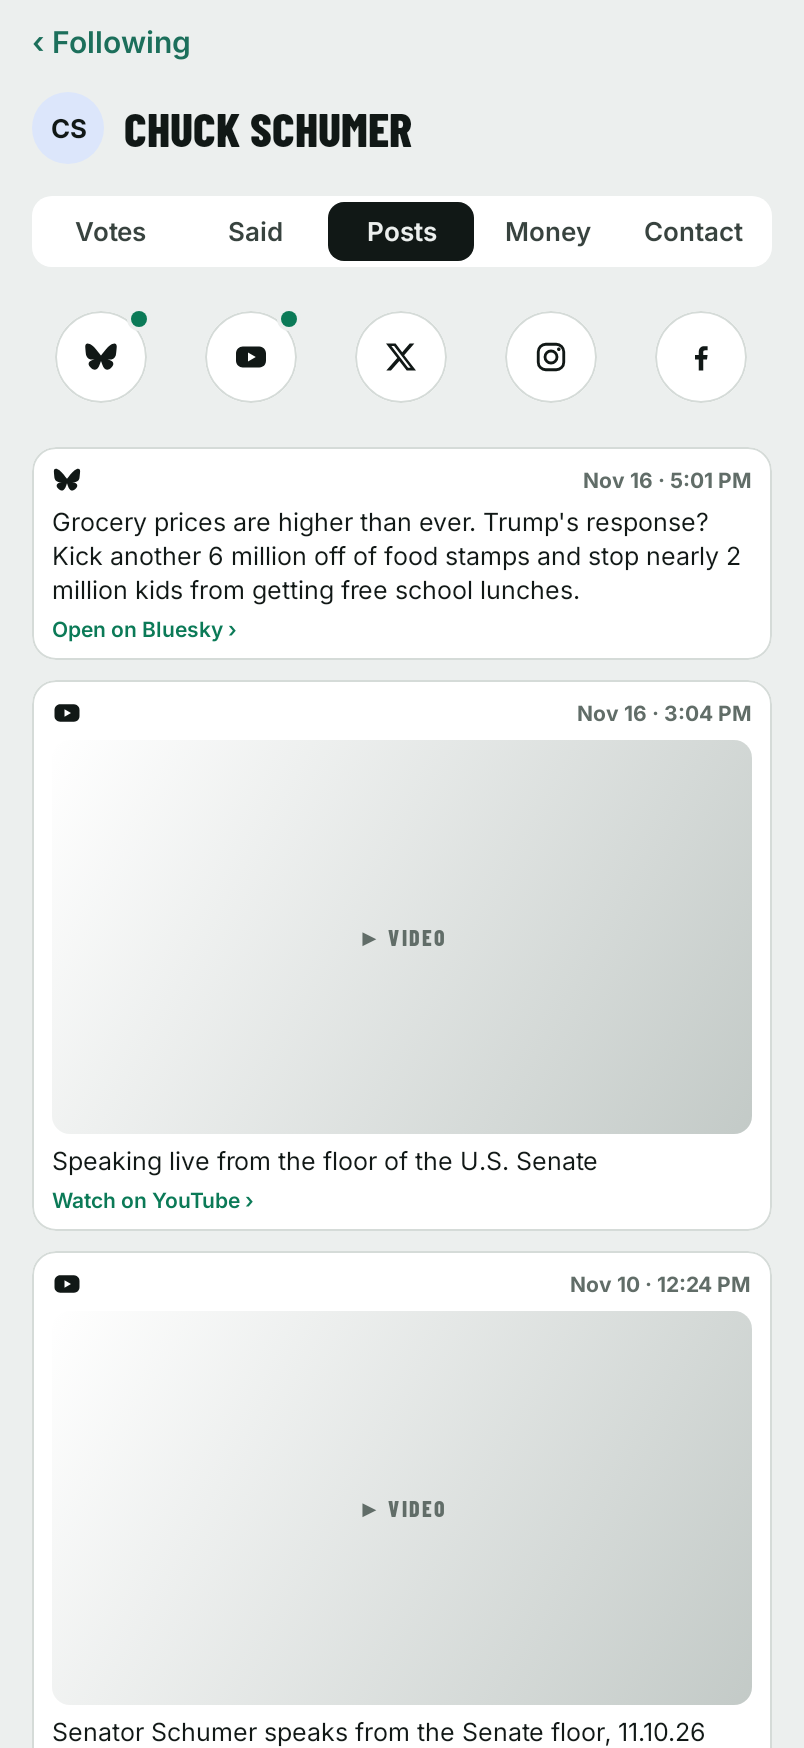 ‹ Following
CS CHUCK SCHUMER
Votes Said Posts Money Contact
Nov 16 · 5:01 PM
Grocery prices are higher than ever. Trump's response?
Kick another 6 million off of food stamps and stop nearly 2
million kids from getting free school lunches.
Open on Bluesky ›
Nov 16 · 3:04 PM
▶ VIDEO
Speaking live from the floor of the U.S. Senate
Watch on YouTube ›
Nov 10 · 12:24 PM
▶ VIDEO
Senator Schumer speaks from the Senate floor, 11.10.26